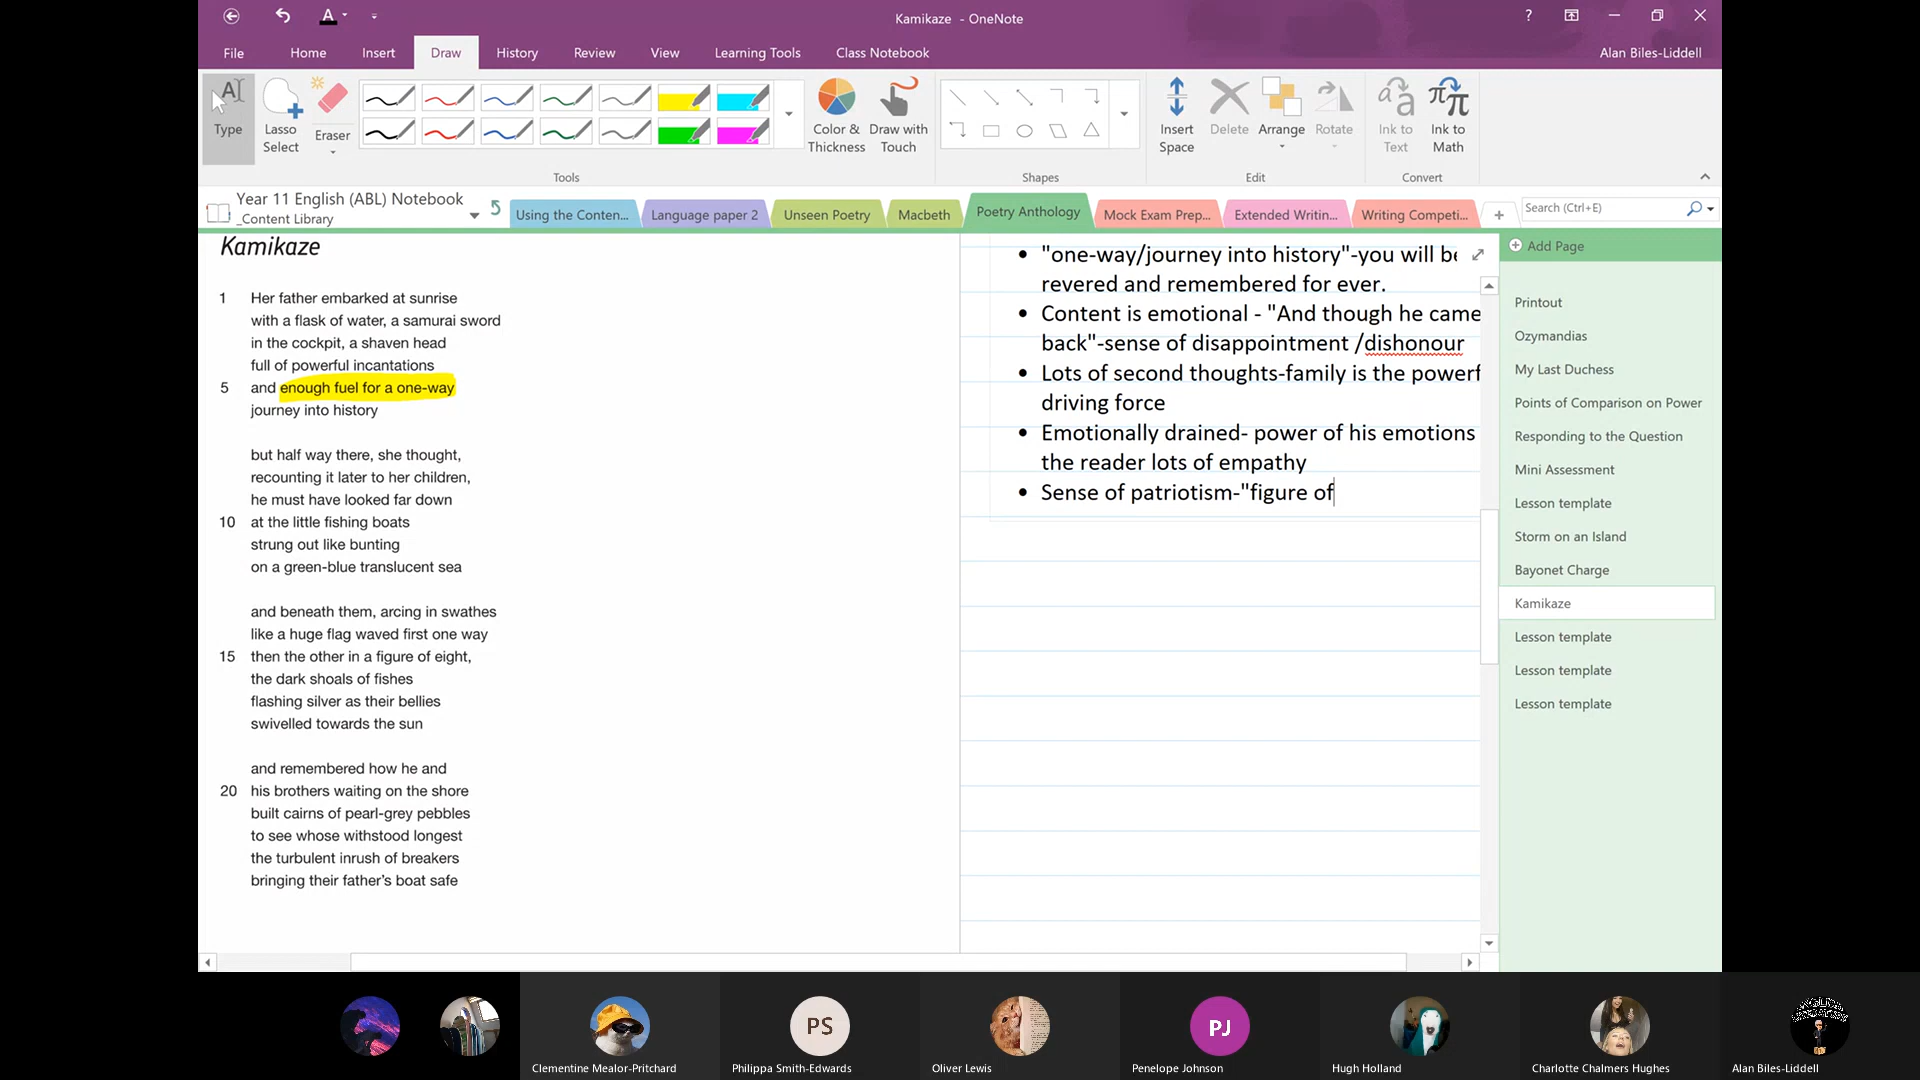 Kamikaze - OneNote
?
File
Home
Insert
Draw
History
Review
View
Learning Tools
Class Notebook
Alan Biles-Liddell
Type
Lasso
Select
Eraser
Color &
Thickness
Draw with
Touch
Insert
Space
Delete
Arrange
Rotate
Ink to
Text
Ink to
Math
Tools
Shapes
Edit
Convert
Year 11 English (ABL) Notebook
_Content Library
Using the Conten...
Language paper 2
Unseen Poetry
Macbeth
Poetry Anthology
Mock Exam Prep...
Extended Writin...
Writing Competi...
Search (Ctrl+E)
Kamikaze
1 Her father embarked at sunrise
with a flask of water, a samurai sword
in the cockpit, a shaven head
full of powerful incantations
5 and enough fuel for a one-way
journey into history
but half way there, she thought,
recounting it later to her children,
he must have looked far down
10 at the little fishing boats
strung out like bunting
on a green-blue translucent sea
and beneath them, arcing in swathes
like a huge flag waved first one way
15 then the other in a figure of eight,
the dark shoals of fishes
flashing silver as their bellies
swivelled towards the sun
and remembered how he and
20 his brothers waiting on the shore
built cairns of pearl-grey pebbles
to see whose withstood longest
the turbulent inrush of breakers
bringing their father's boat safe
• "one-way/journey into history"-you will be
revered and remembered for ever.
• Content is emotional - "And though he came
back"-sense of disappointment /dishonour
• Lots of second thoughts-family is the powerf
driving force
• Emotionally drained- power of his emotions
the reader lots of empathy
• Sense of patriotism-"figure of
Add Page
Printout
Ozymandias
My Last Duchess
Points of Comparison on Power
Responding to the Question
Mini Assessment
Lesson template
Storm on an Island
Bayonet Charge
Kamikaze
Lesson template
Lesson template
Lesson template
PS
PJ
Clementine Mealor-Pritchard
Philippa Smith-Edwards
Oliver Lewis
Penelope Johnson
Hugh Holland
Charlotte Chalmers Hughes
Alan Biles-Liddell